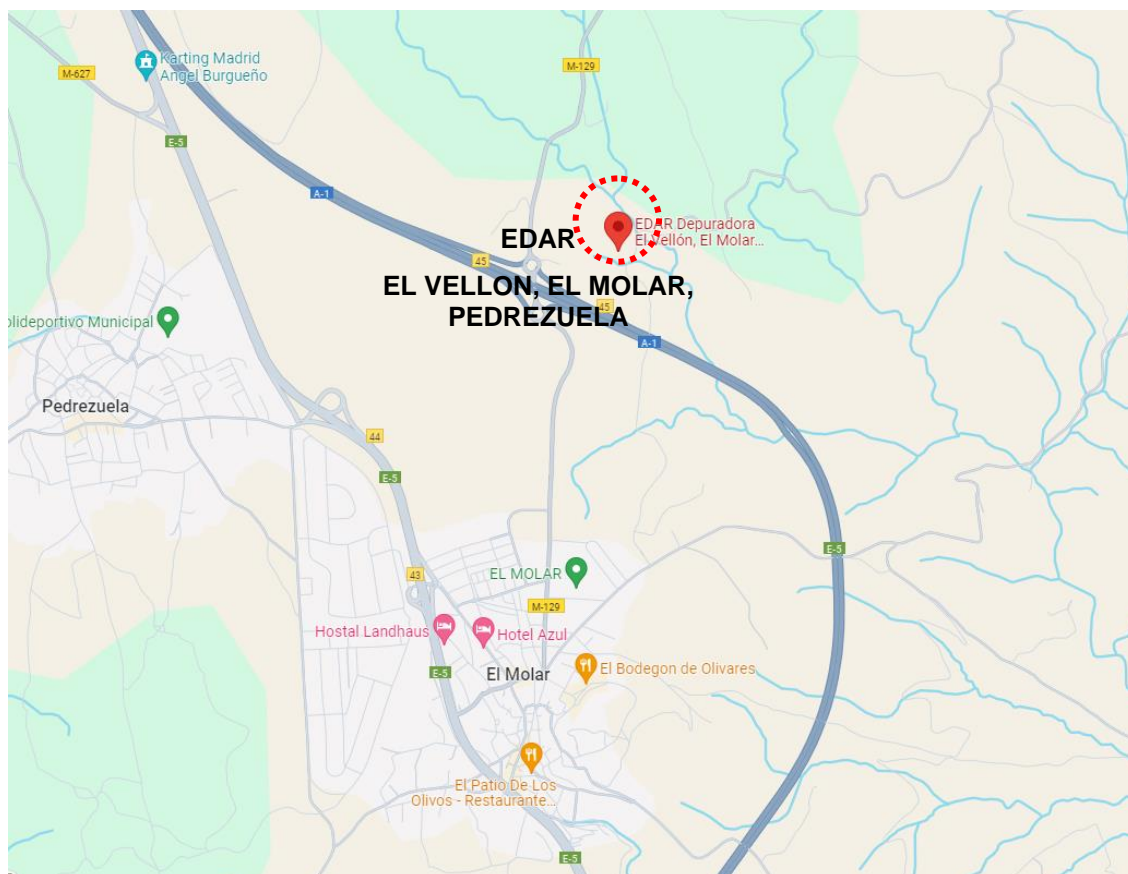 Karting Madrid
Angel Burgueño
M-627
M-129
E-5
A-1
EDAR Depuradora
El Vellón, El Molar...
EDAR
45
EL VELLON, EL MOLAR,
PEDREZUELA
45
olideportivo Municipal
A-1
Pedrezuela
44
E-5
E-5
EL MOLAR
43
M-129
Hostal Landhaus
Hotel Azul
E-5
El Molar
El Bodegon de Olivares
El Patio De Los
Olivos - Restaurante...
E-5